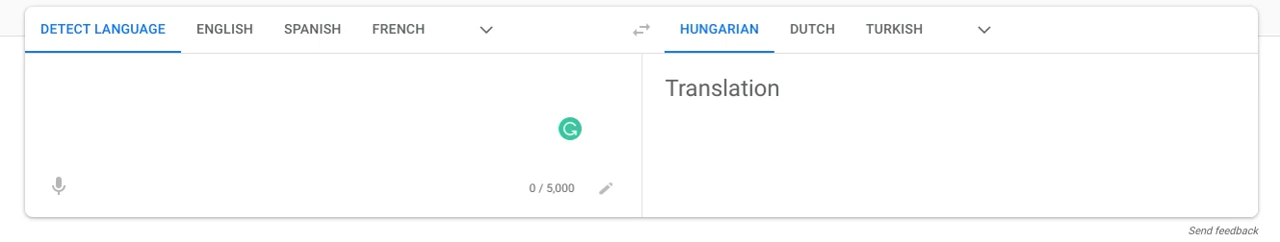 DETECT LANGUAGE ENGLISH SPANISH FRENCH HUNGARIAN DUTCH TURKISH
Translation
0 / 5,000
Send feedback